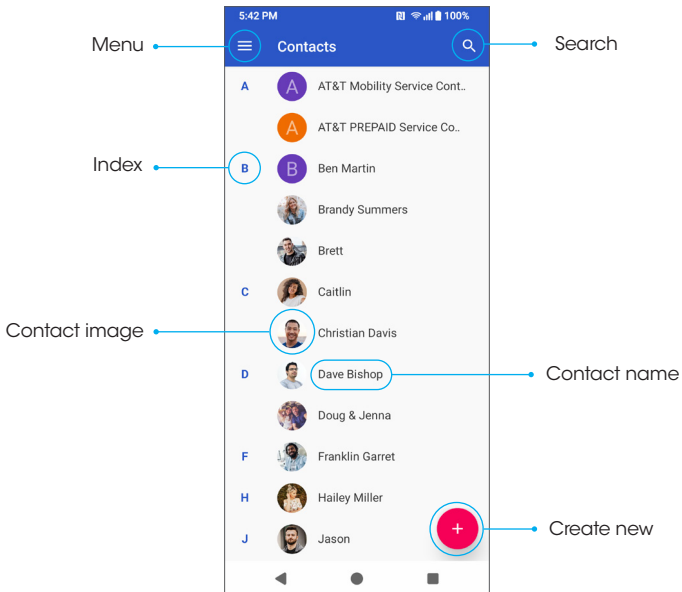 5:42 PM 100%
Menu
Contacts
Search
A
A AT&T Mobility Service Cont..
A AT&T PREPAID Service Co..
Index
B
B Ben Martin
Brandy Summers
Brett
C
Caitlin
Contact image
Christian Davis
D
Dave Bishop
Contact name
Doug & Jenna
F
Franklin Garret
H
Hailey Miller
Create new
J
Jason